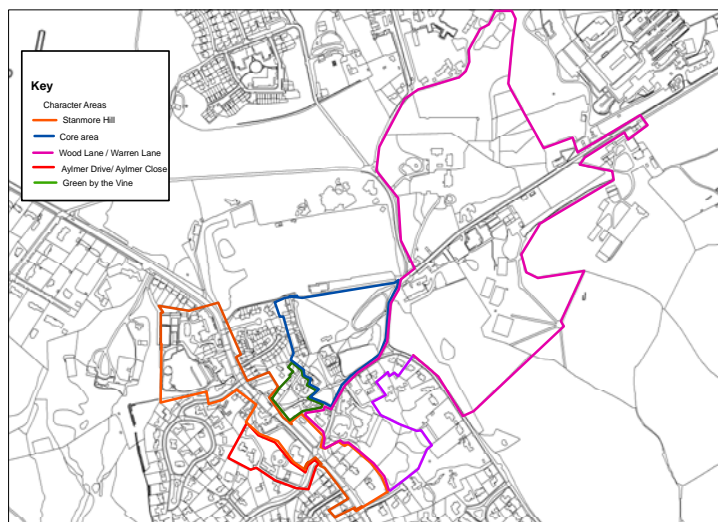 Key
Character Areas
Stanmore Hill
Core area
Wood Lane / Warren Lane
Aylmer Drive/ Aylmer Close
Green by the Vine